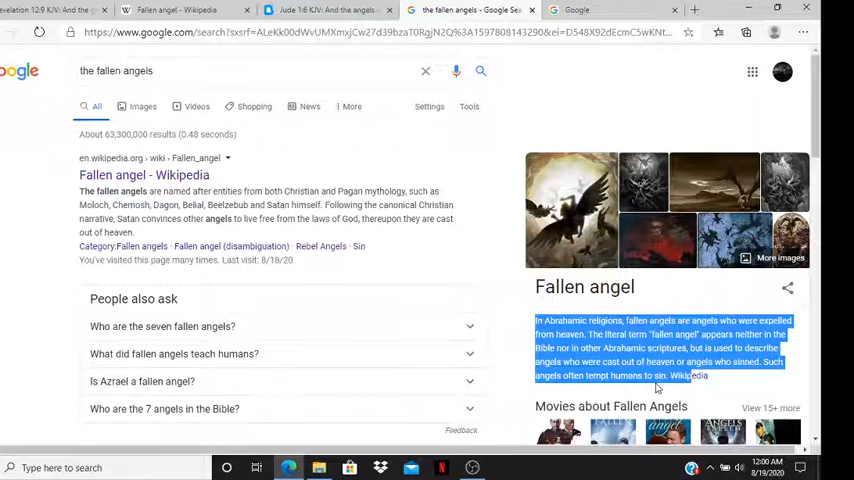 evelation 12:9 KJV: And the g
Fallen angel - Wikipedia
Jude 1:6 KJV: And the angels
the fallen angels - Google Sea
Google
https://www.google.com/search?sxsrf=ALeKk00dWvUMXmxjCw27d39bzaT0RgjN2Q%3A1597808143290&ei=D548X92dEcmC5wKNt...
oogle
the fallen angels
All
Images
Videos
Shopping
News
More
Settings
Tools
About 63,300,000 results (0.48 seconds)
en.wikipedia.org › wiki › Fallen_angel
Fallen angel - Wikipedia
The fallen angels are named after entities from both Christian and Pagan mythology, such as
Moloch, Chemosh, Dagon, Belial, Beelzebub and Satan himself. Following the canonical Christian
narrative, Satan convinces other angels to live free from the laws of God, thereupon they are cast
out of heaven.
Category:Fallen angels · Fallen angel (disambiguation) · Rebel Angels · Sin
You've visited this page many times. Last visit: 8/18/20
People also ask
Who are the seven fallen angels?
What did fallen angels teach humans?
Is Azrael a fallen angel?
Who are the 7 angels in the Bible?
Feedback
More images
Fallen angel
In Abrahamic religions, fallen angels are angels who were expelled
from heaven. The literal term "fallen angel" appears neither in the
Bible nor in other Abrahamic scriptures, but is used to describe
angels who were cast out of heaven or angels who sinned. Such
angels often tempt humans to sin. Wikipedia
Movies about Fallen Angels
View 15+ more
FALLEN
angel
ANGELS
Type here to search
12:00 AM
8/19/2020